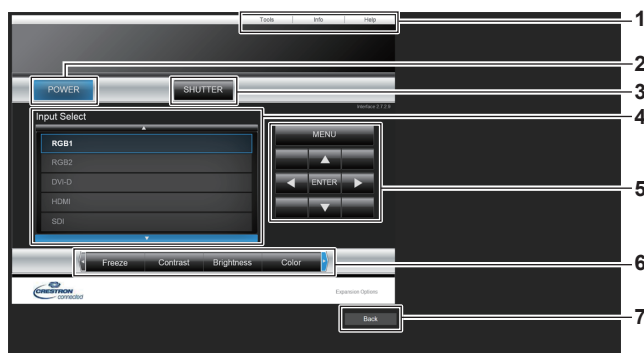 Tools Info Help 1
2
POWER SHUTTER 3
Interface 2.7.2.9
Input Select 4
RGB1
RGB2
DVI-D
HDMI
SDI
MENU
ENTER 5
Freeze Contrast Brightness Color 6
CRESTRON connected
Expansion Options
Back 7